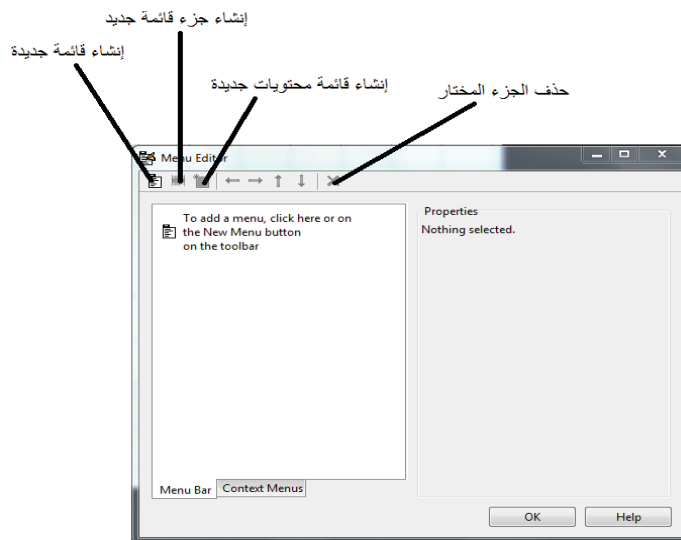 إنشاء جزء قائمة جديد
إنشاء قائمة جديدة
إنشاء قائمة محتويات جديدة
حذف الجزء المختار
Menu Editor
To add a menu, click here or on
the New Menu button
on the toolbar
Properties
Nothing selected.
Menu Bar
Context Menus
OK
Help